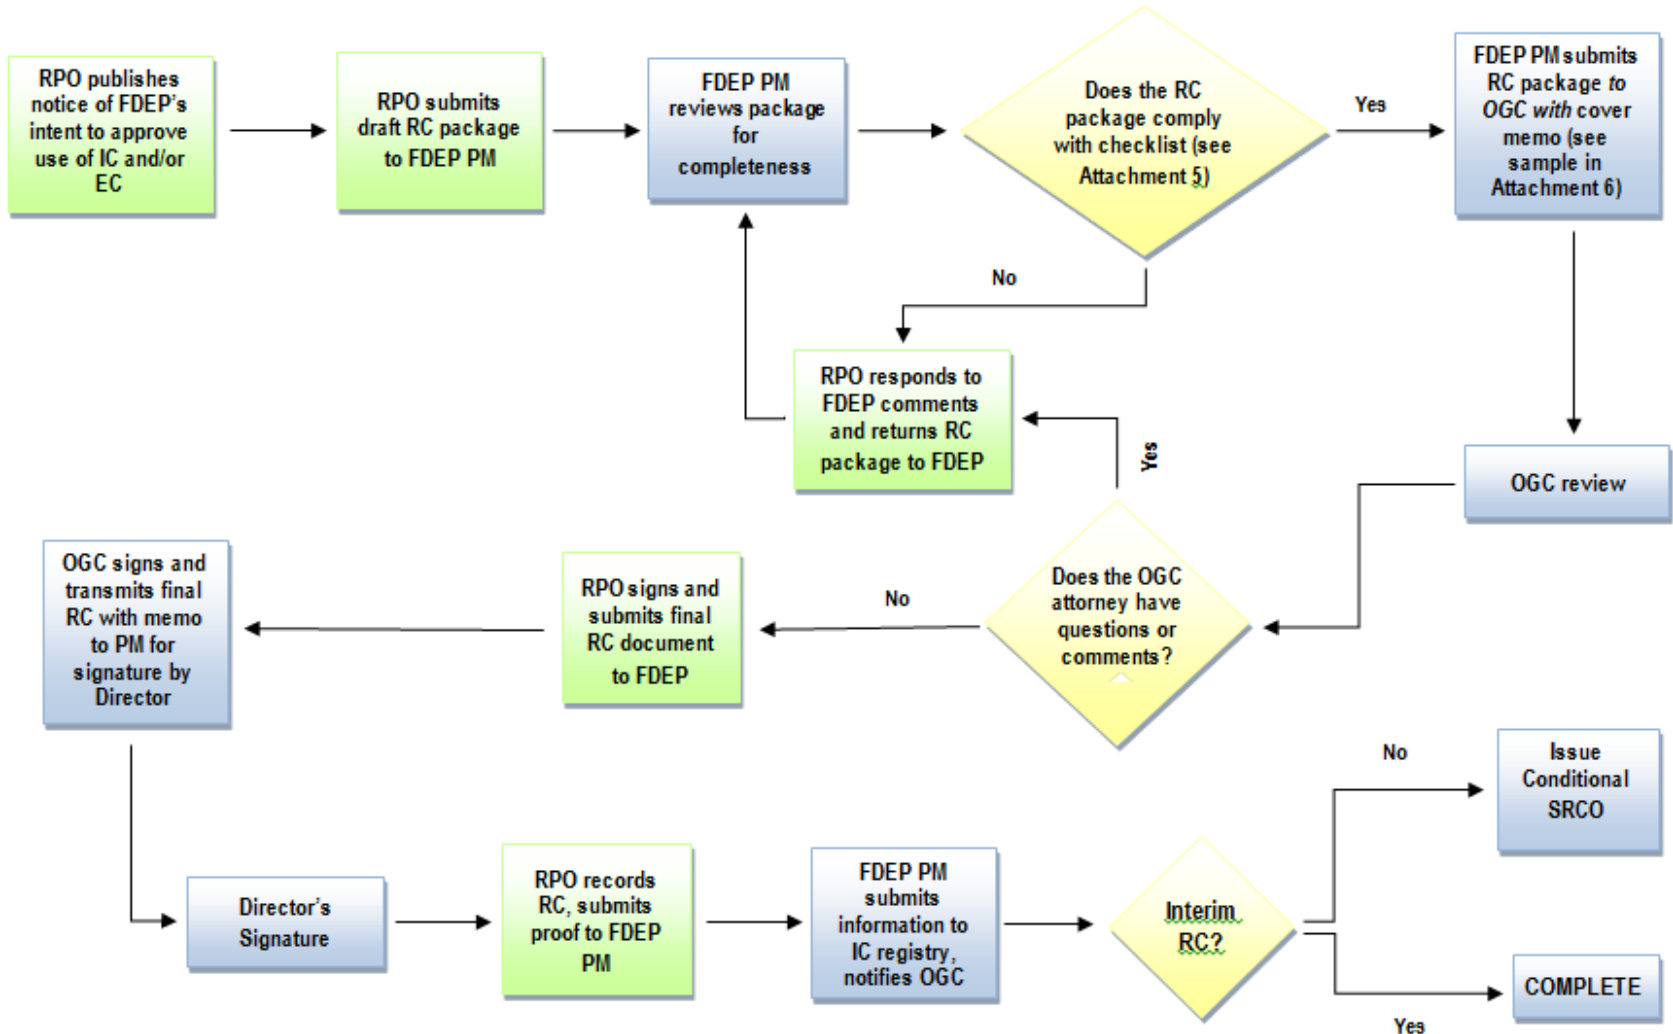 RPO publishes
notice of FDEP's
intent to approve
use of IC and/or
EC
RPO submits
draft RC package
to FDEP PM
FDEP PM
reviews package
for
completeness
Does the RC
package comply
with checklist (see
Attachment 5)
Yes
FDEP PM submits
RC package to
OGC with cover
memo (see
sample in
Attachment 6)
No
RPO responds to
FDEP comments
and returns RC
package to FDEP
Yes
OGC review
OGC signs and
transmits final
RC with memo
to PM for
signature by
Director
RPO signs and
submits final
RC document
to FDEP
No
Does the OGC
attorney have
questions or
comments?
No
Issue
Conditional
SRCO
Director's
Signature
RPO records
RC, submits
proof to FDEP
PM
FDEP PM
submits
information to
IC registry,
notifies OGC
Interim
RC?
COMPLETE
Yes